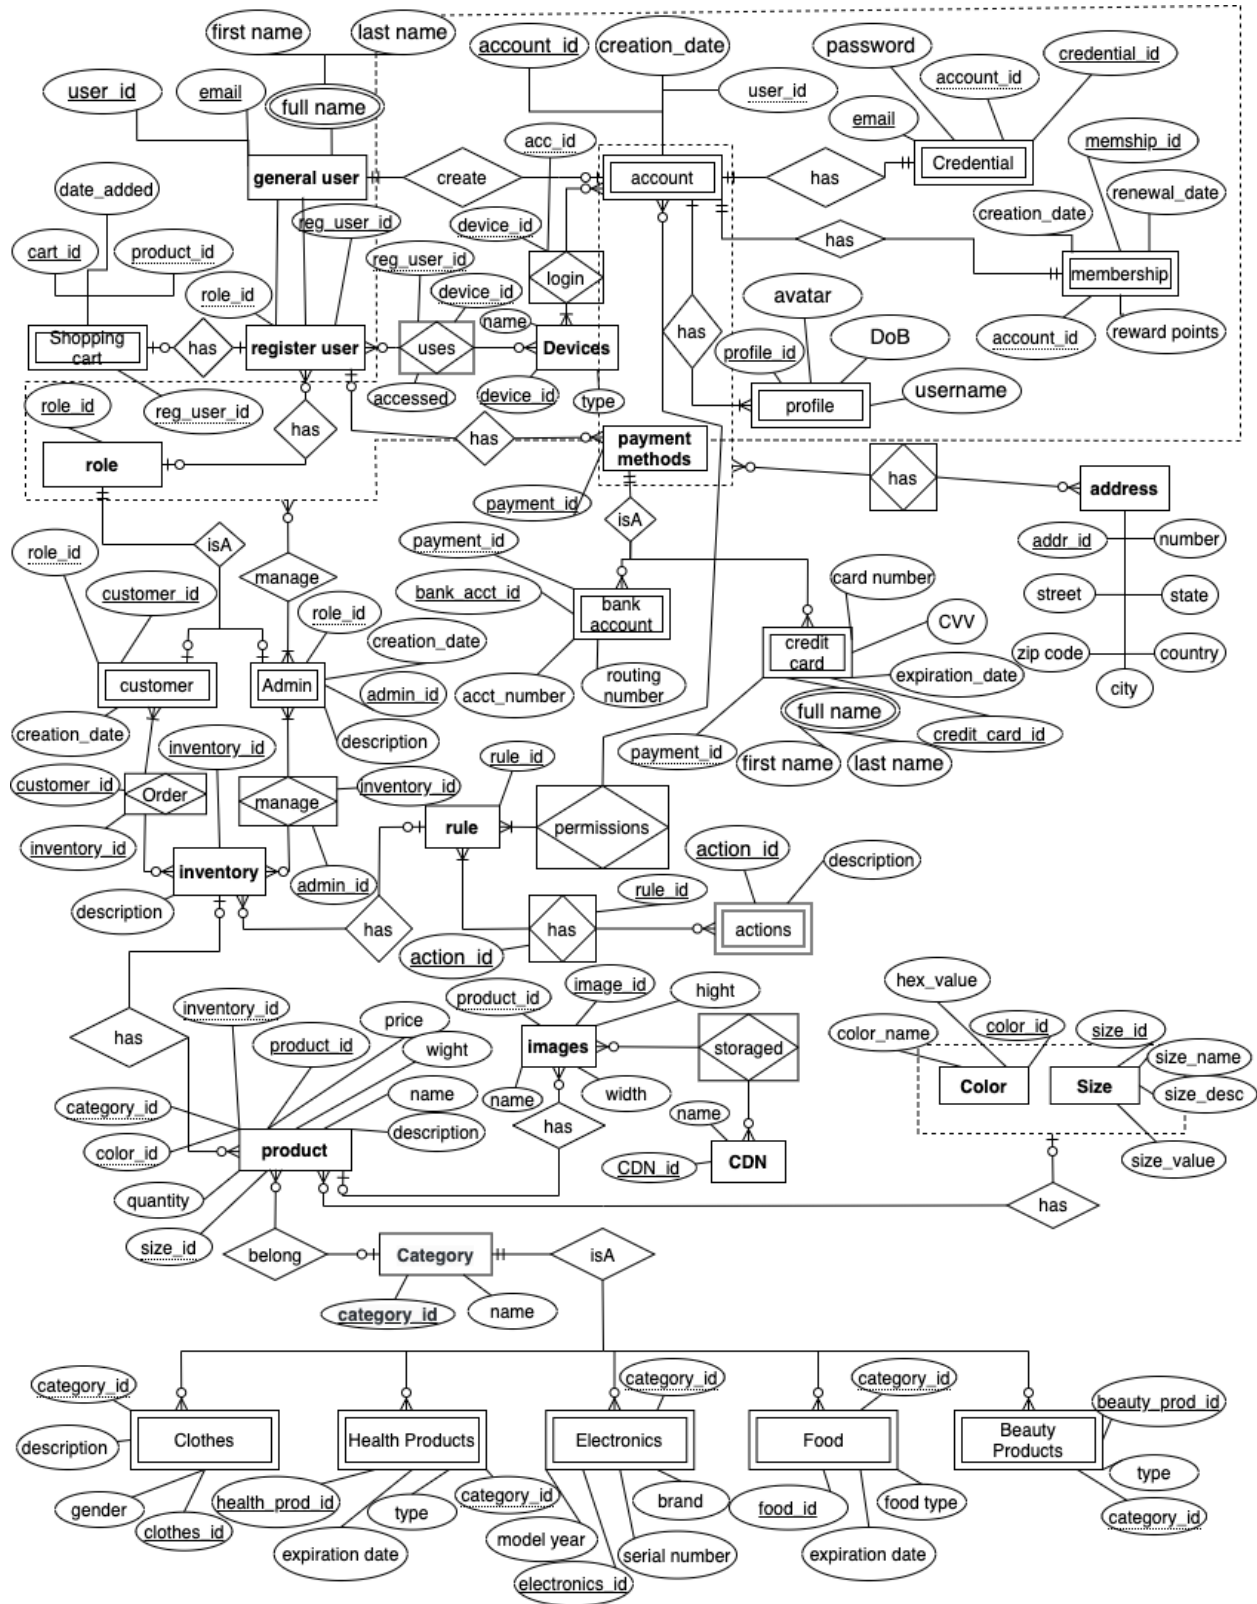 first name
last name
account_id
creation_date
password
credential_id
user_id
email
full name
user_id
account_id
email
acc_id
memship_id
Credential
general user
create
account
has
date_added
reg_user_id
device_id
creation_date
renewal_date
cart_id
product_id
reg_user_id
has
login
membership
role_id
device_id
avatar
name
DoB
reward points
Shopping
cart
has
register user
uses
Devices
has
profile_id
account_id
username
accessed
device_id
type
profile
role_id
reg_user_id
has
has
payment
methods
role
has
address
payment_id
isA
addr_id
number
role_id
isA
payment_id
manage
card number
customer_id
bank_acct_id
street
state
role_id
bank
account
CVV
creation_date
credit
card
zip code
country
customer
Admin
admin_id
acct_number
routing
number
expiration_date
city
full name
creation_date
inventory_id
description
payment_id
credit_card_id
rule_id
first name
last name
customer_id
Order
manage
inventory_id
rule
permissions
inventory_id
action_id
description
inventory
admin_id
rule_id
description
has
has
actions
action_id
hex_value
inventory_id
price
product_id
image_id
hight
color_name
color_id
size_id
has
product_id
wight
images
storaged
size_name
Color
Size
size_desc
category_id
name
name
width
name
color_id
product
description
has
CDN_id
CDN
size_value
quantity
has
size_id
belong
Category
isA
category_id
name
category_id
category_id
category_id
beauty_prod_id
description
Clothes
Health Products
Electronics
Food
Beauty
Products
type
gender
clothes_id
health_prod_id
type
category_id
brand
food_id
food type
category_id
model year
expiration date
serial number
expiration date
electronics_id